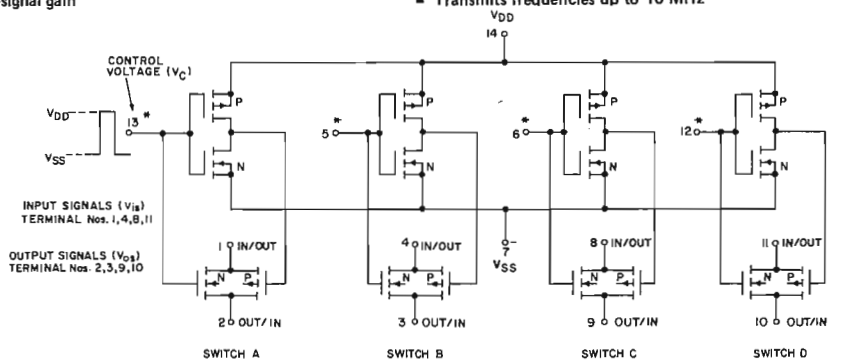 signal gain
Transmits frequencies up to 10 MHz
VDD
14
CONTROL
VOLTAGE (VC)
VDD
13 *
VSS
P
N
* 5
P
N
* 6
P
N
* 12
P
N
INPUT SIGNALS (Vis)
TERMINAL Nos. 1,4,8,11
OUTPUT SIGNALS (Vos)
TERMINAL Nos. 2,3,9,10
7
VSS
1 IN/OUT
4 IN/OUT
8 IN/OUT
11 IN/OUT
N P
N P
N P
N P
2 OUT/IN
3 OUT/IN
9 OUT/IN
10 OUT/IN
SWITCH A
SWITCH B
SWITCH C
SWITCH D